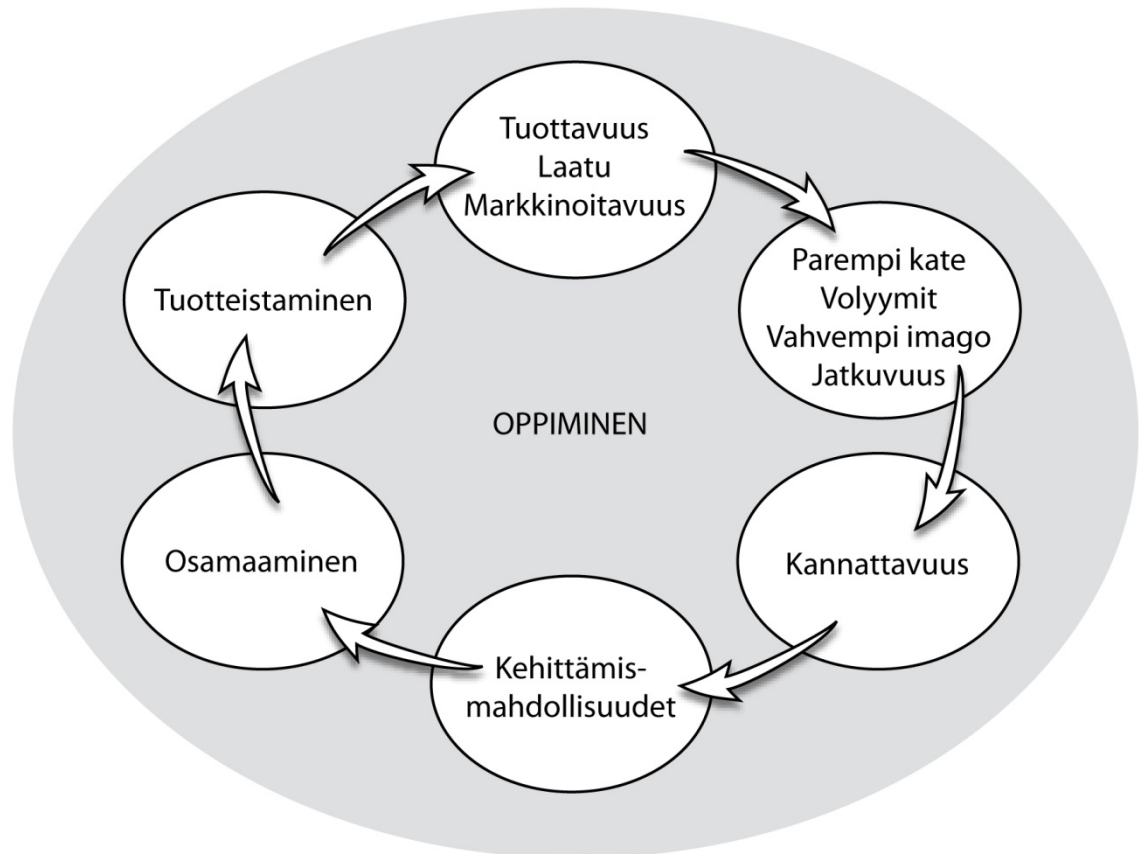 Tuottavuus
Laatu
Markkinoitavuus
Parempi kate
Volyymit
Vahvempi imago
Jatkuvuus
Kannattavuus
Kehittämis-
mahdollisuudet
Osamaaminen
Tuotteistaminen
OPPIMINEN